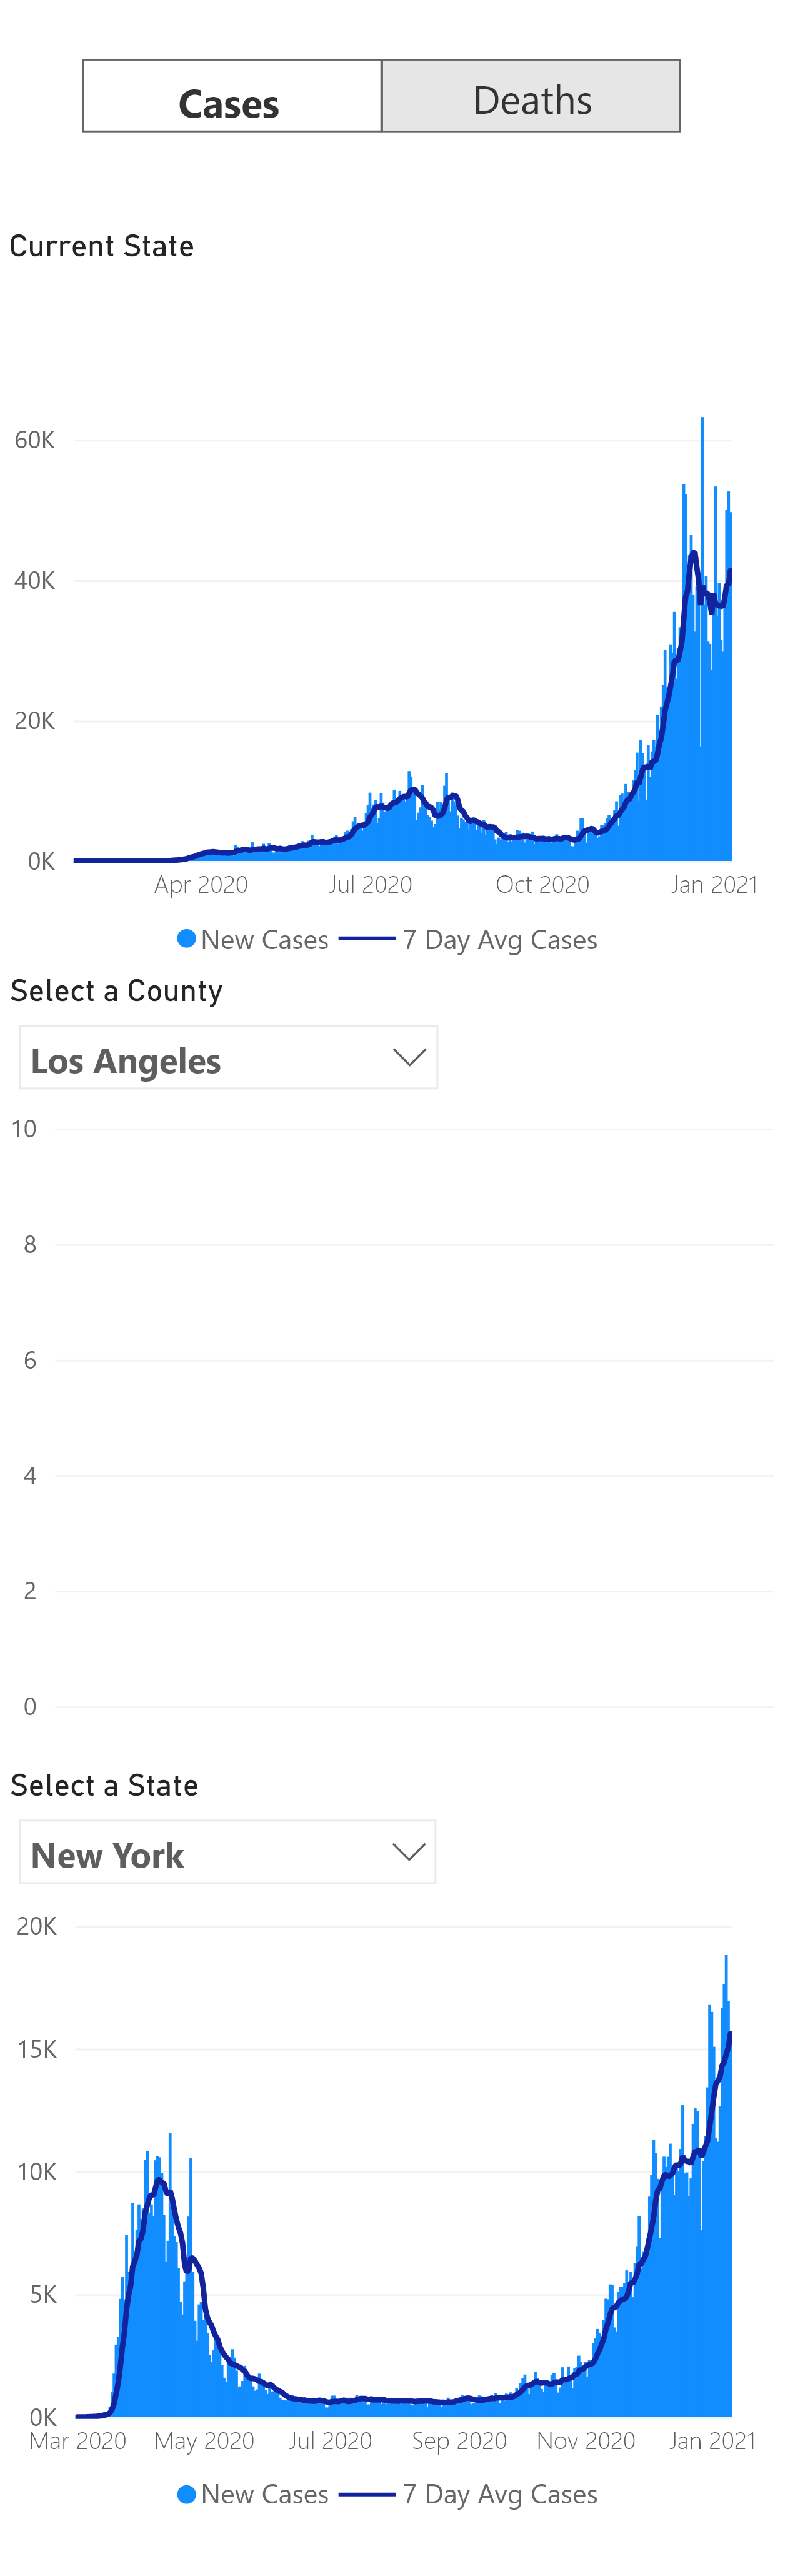 Cases Deaths
Current State
60K
40K
20K
0K
Apr 2020 Jul 2020 Oct 2020 Jan 2021
New Cases 7 Day Avg Cases
Select a County
Los Angeles
10
8
6
4
2
0
Select a State
New York
20K
15K
10K
5K
0K
Mar 2020 May 2020 Jul 2020 Sep 2020 Nov 2020 Jan 2021
New Cases 7 Day Avg Cases